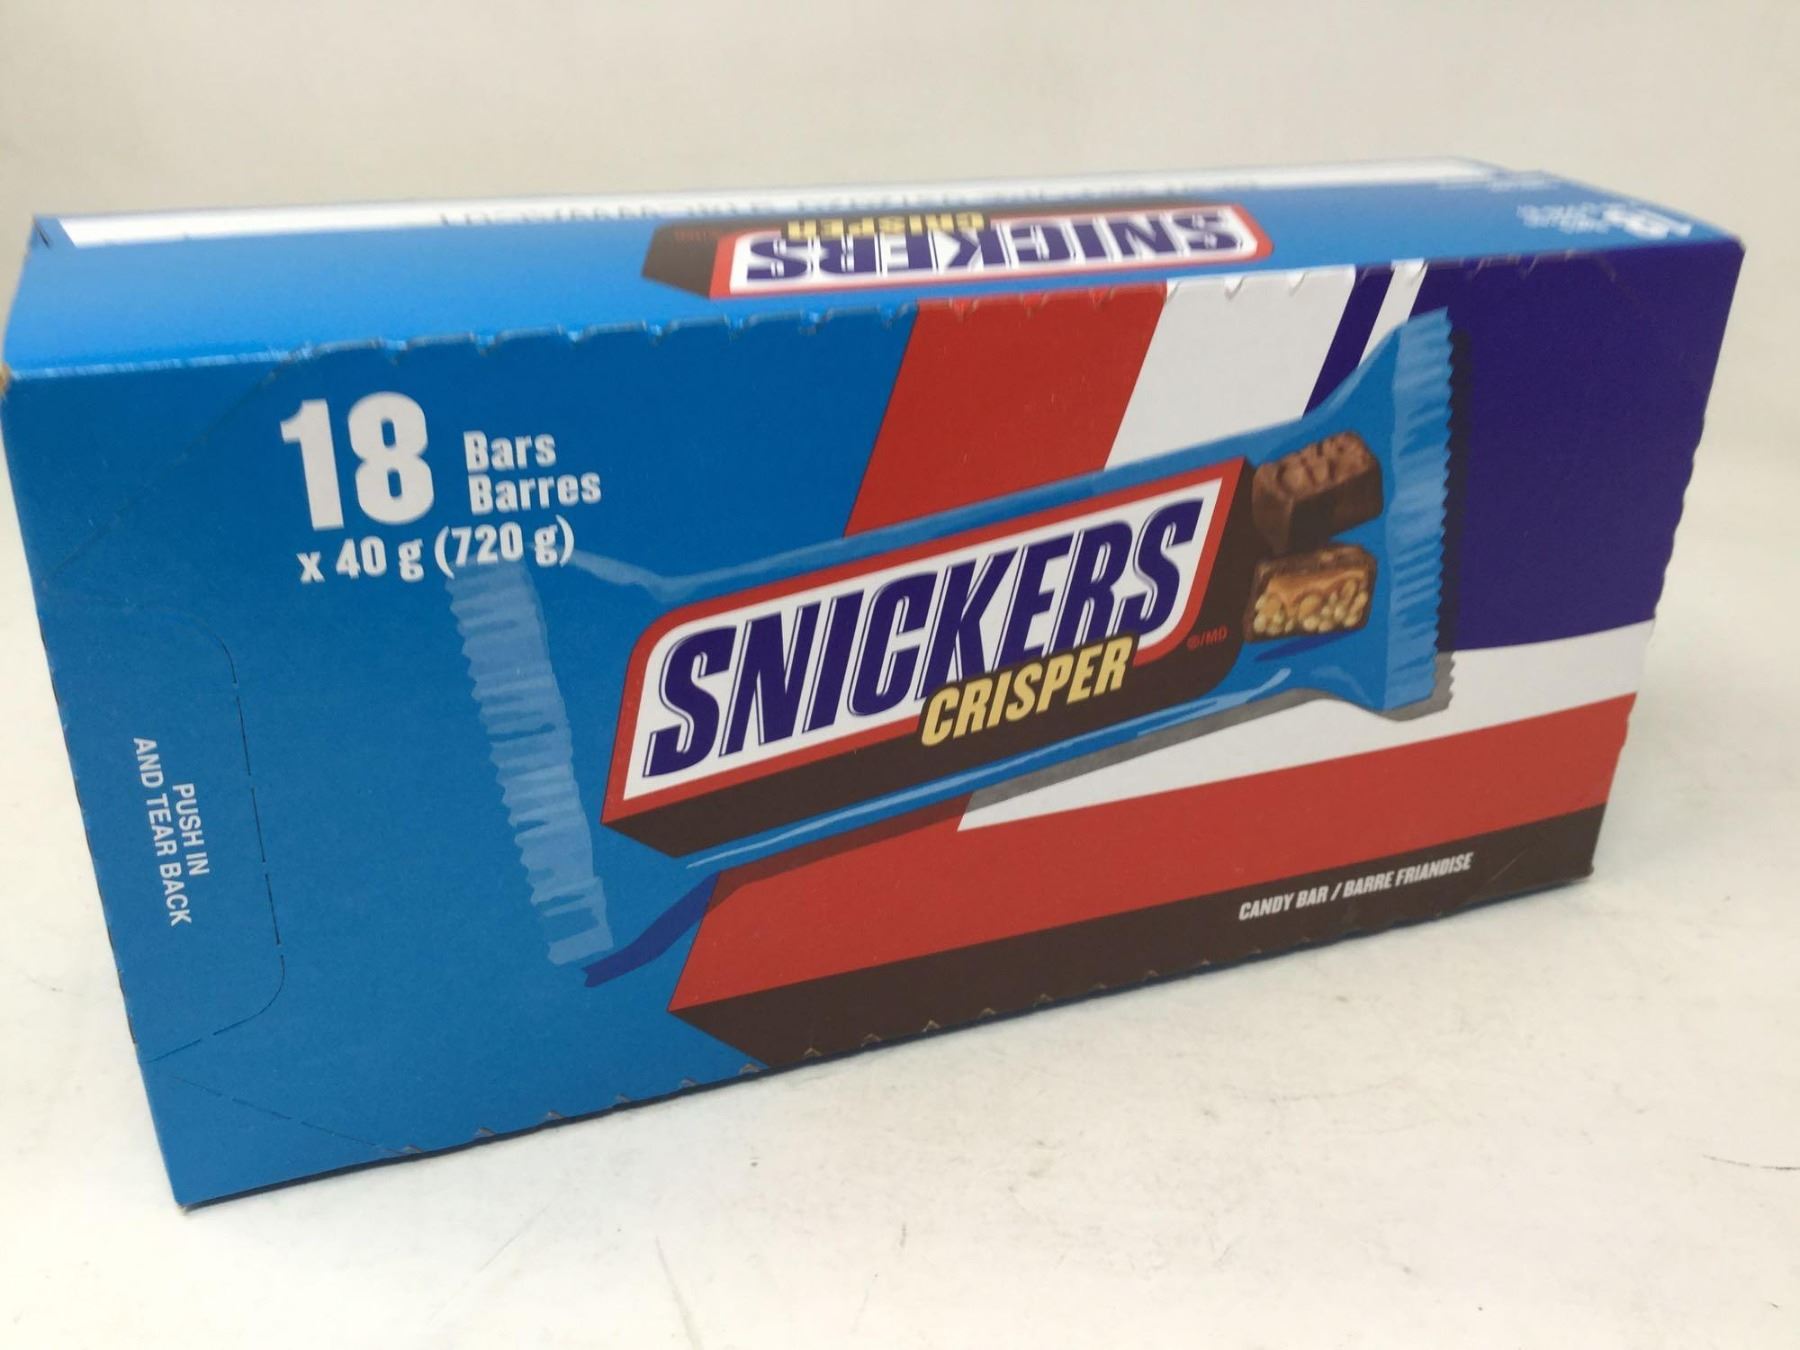 SNICKERS
CRISPER
18 Bars
Barres
x 40 g (720 g)
SNICKERS
CRISPER
®/MD
PUSH IN
AND TEAR BACK
CANDY BAR / BARRE FRIANDISE